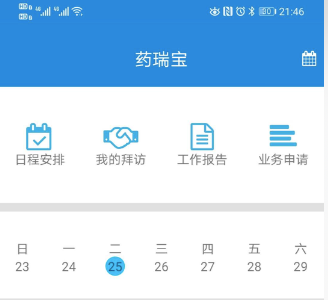 21:46
药瑞宝
日程安排 我的拜访 工作报告 业务申请
日 一 二 三 四 五 六
23 24 25 26 27 28 29